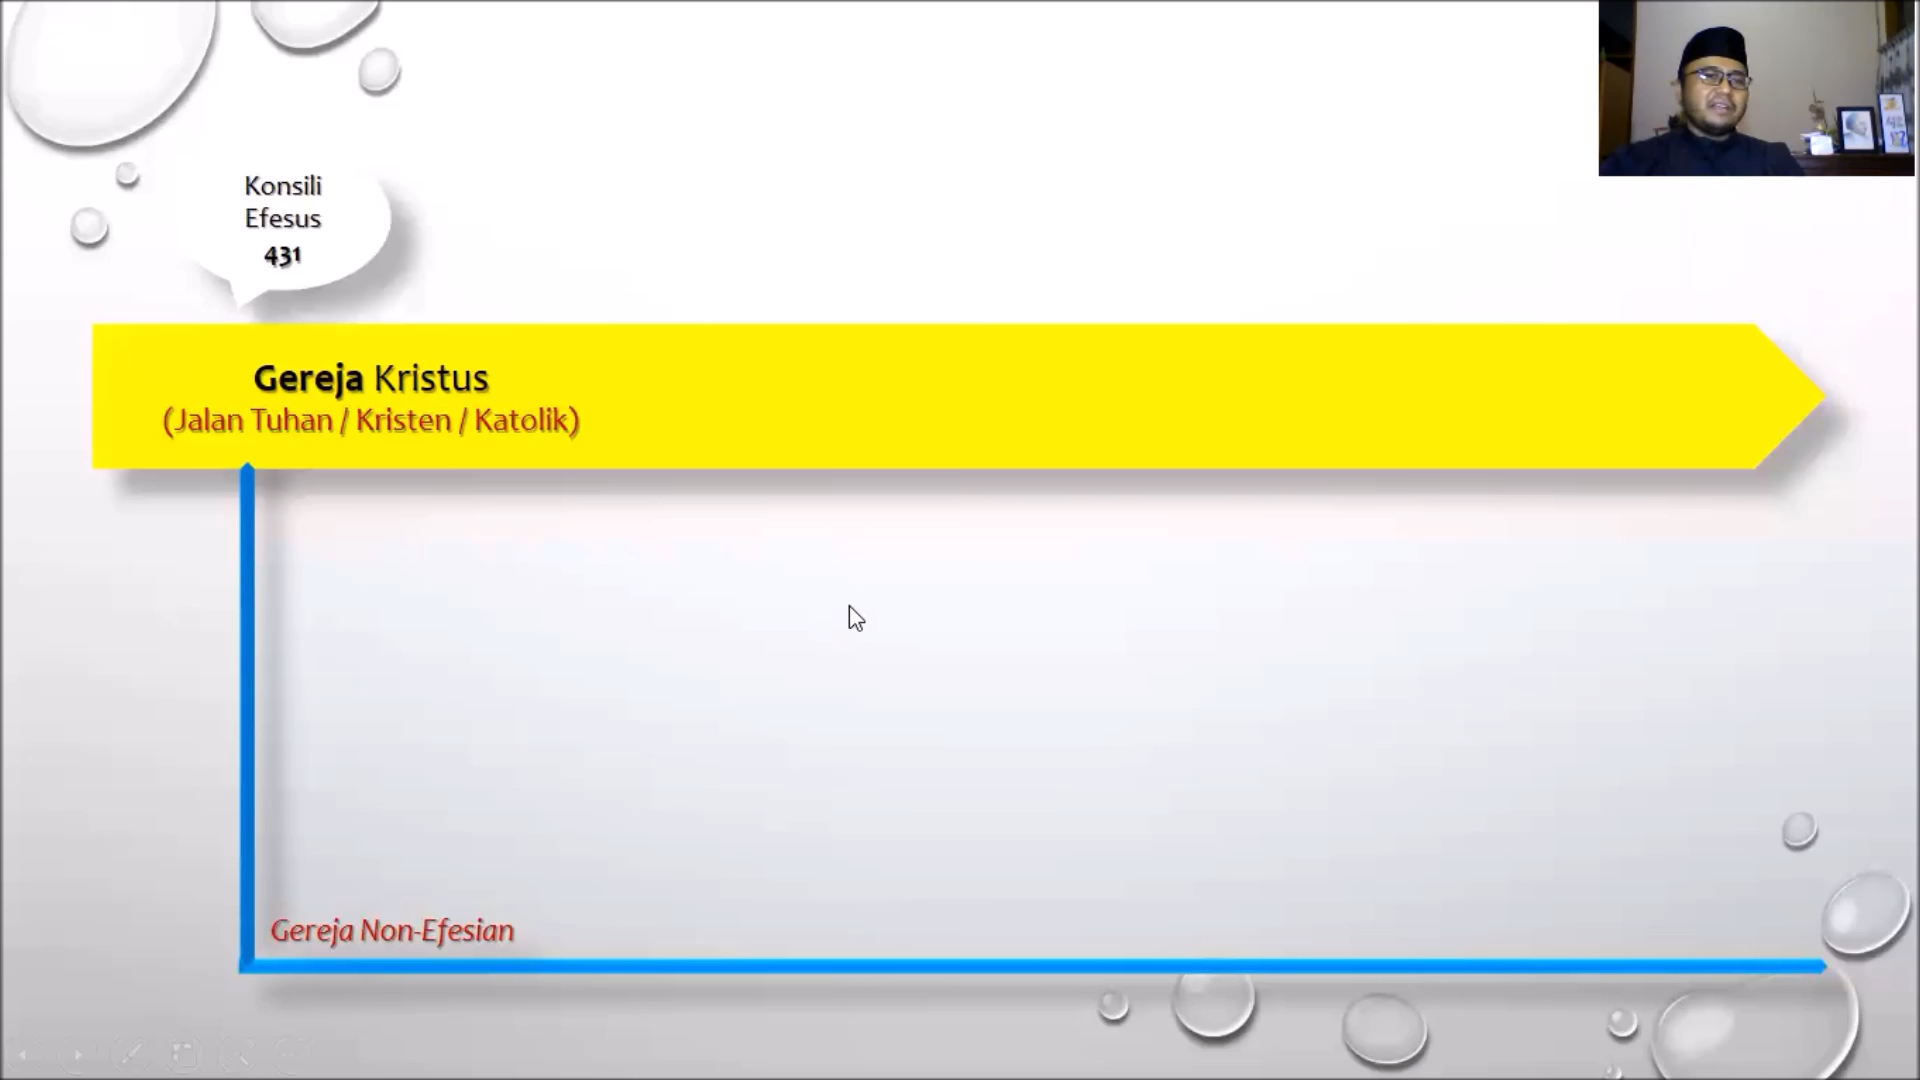 Konsili
Efesus
431
Gereja Kristus
(Jalan Tuhan / Kristen / Katolik)
Gereja Non-Efesian